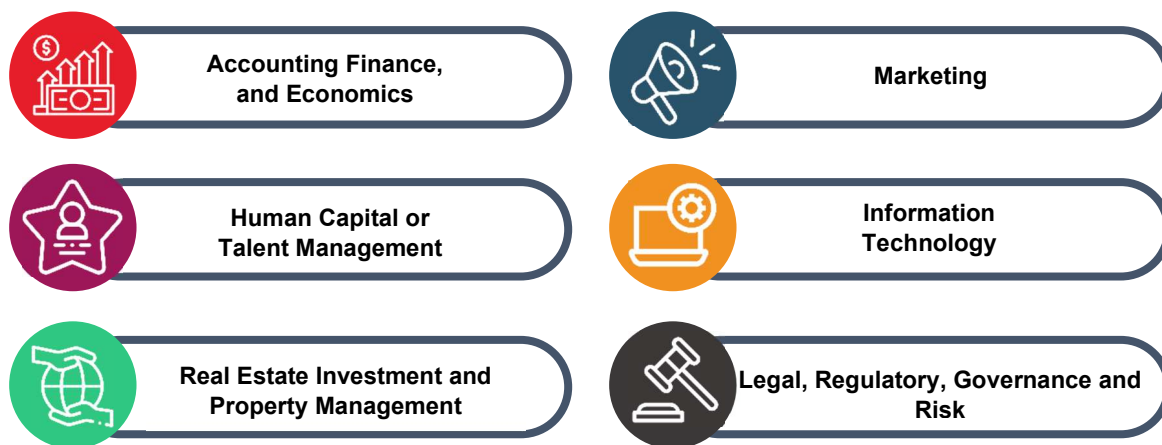 Accounting Finance,
and Economics
Marketing
Human Capital or
Talent Management
Information
Technology
Real Estate Investment and
Property Management
Legal, Regulatory, Governance and
Risk